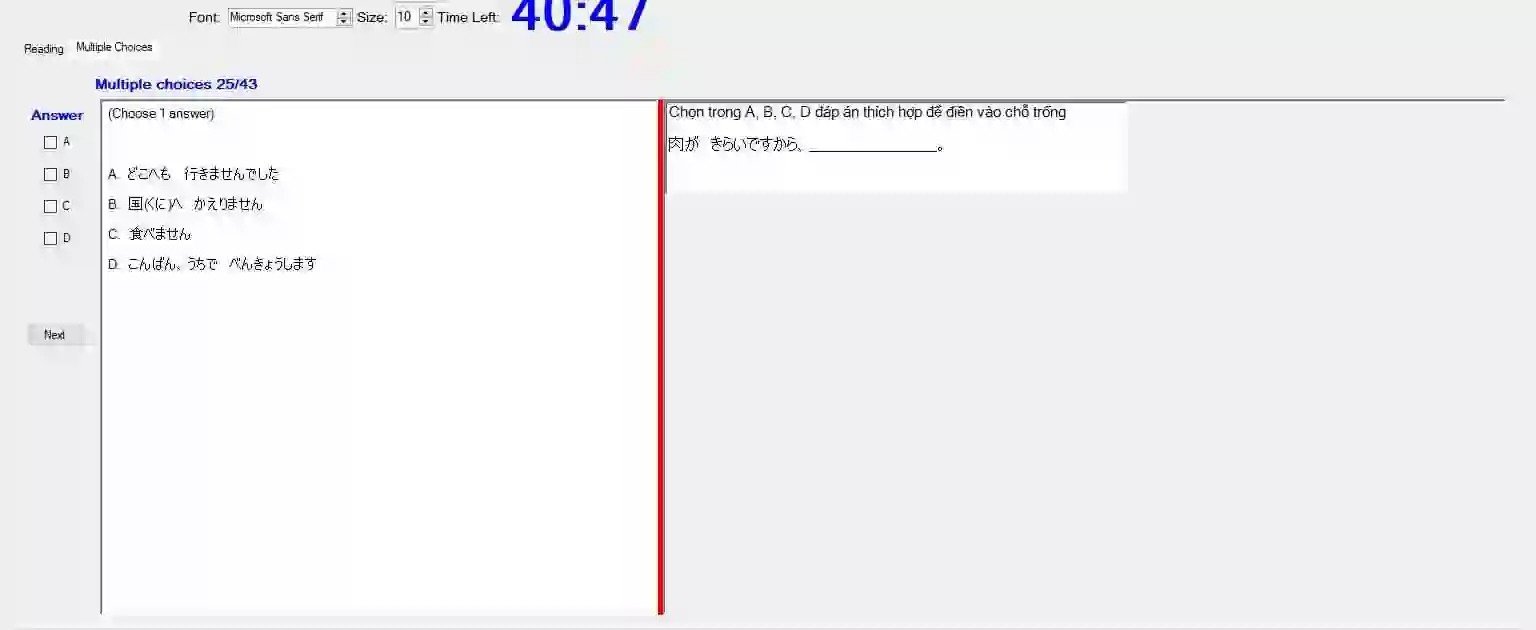 Font: Microsoft Sans Serif Size: 10 Time Left: 40:47
Reading Multiple Choices
Multiple choices 25/43
Answer
A
B
C
D
Next
(Choose 1 answer)
A. どこへも 行きませんでした
B. 国(くに)へ かえりません
C. 食べません
D. こんばん、うちで べんきょうします
Chọn trong A, B, C, D đáp án thích hợp để điền vào chỗ trống
肉が きらいですから、________________。